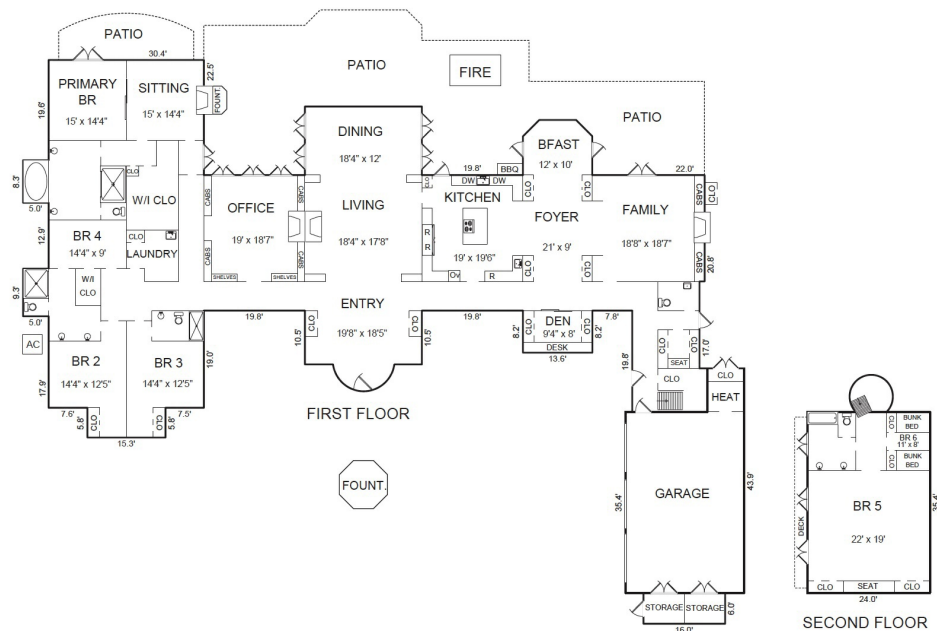 PATIO
30.4'
PRIMARY
BR
15' x 14'4"
SITTING
15' x 14'4"
19.6'
22.5'
FOUNT.
PATIO
FIRE
PATIO
DINING
18'4" x 12'
BFAST
12' x 10'
19.8'
BBQ
22.0'
8.3'
5.0'
CLO
W/I CLO
CABS
OFFICE
19' x 18'7"
CABS
CABS
CABS
SHELVES
SHELVES
LIVING
18'4" x 17'8"
CLO
DW
DW
KITCHEN
19' x 19'6"
R
R
Ov
R
CLO
CLO
FOYER
21' x 9'
CLO
CLO
FAMILY
18'8" x 18'7"
CABS
CLO
CABS
20.8'
12.9'
BR 4
14'4" x 9'
CLO
LAUNDRY
W/I
CLO
9.3'
5.0'
AC
ENTRY
19'8" x 18'5"
CLO
CLO
19.8'
10.5'
10.5'
19.8'
8.2'
DEN
9'4" x 8'
DESK
8.2'
13.6'
7.8'
CLO
CLO
SEAT
17.0'
19.8'
CLO
CLO
HEAT
BR 2
14'4" x 12'5"
BR 3
14'4" x 12'5"
19.0'
17.9'
7.6'
5.8'
CLO
CLO
5.8'
7.5'
15.3'
FIRST FLOOR
FOUNT.
GARAGE
35.4'
43.9'
STORAGE
STORAGE
6.0'
16.0'
CLO
BUNK
BED
BR 6
11' x 8'
CLO
BUNK
BED
BR 5
22' x 19'
DECK
35.4'
CLO
SEAT
CLO
24.0'
SECOND FLOOR